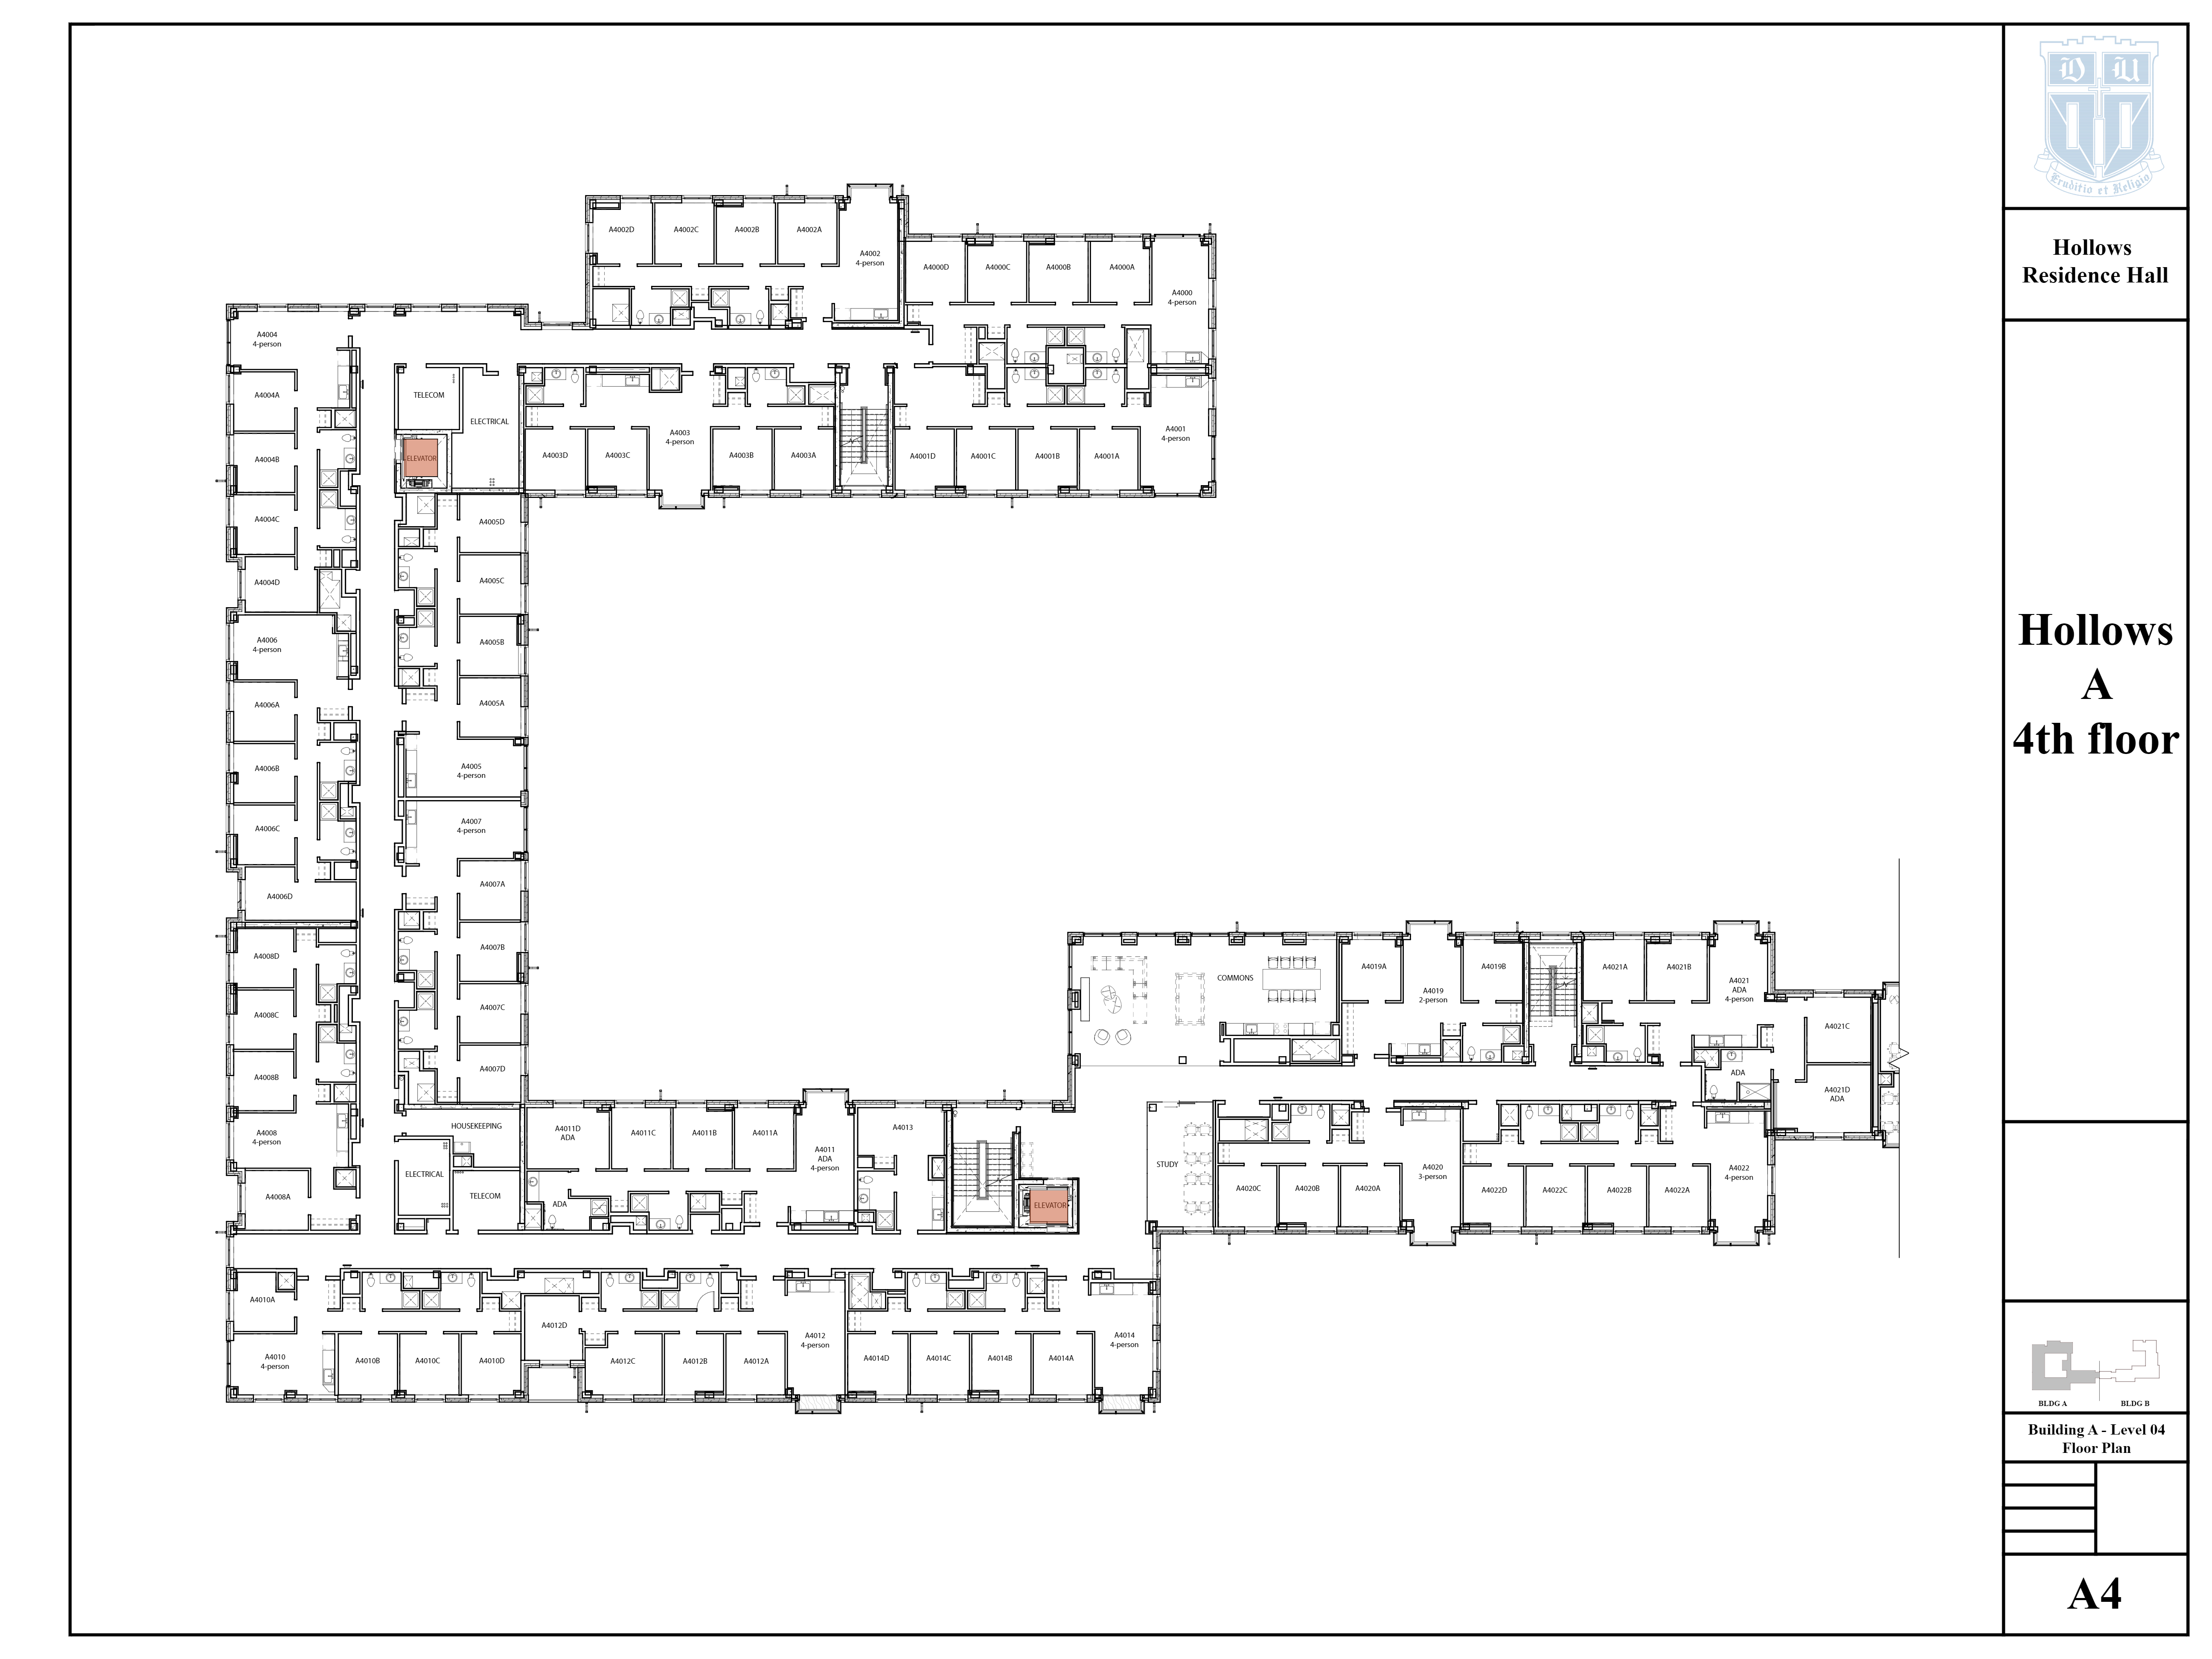 A4002D
A4002C
A4002B
A4002A
A4002
4-person
A4000D
A4000C
A4000B
A4000A
A4000
4-person
A4004
4-person
A4004A
A4004B
A4004C
A4004D
TELECOM
ELECTRICAL
ELEVATOR
A4003D
A4003C
A4003
4-person
A4003B
A4003A
A4001D
A4001C
A4001B
A4001A
A4001
4-person
A4005D
A4005C
A4005B
A4005A
A4005
4-person
A4006
4-person
A4006A
A4006B
A4006C
A4006D
A4007
4-person
A4007A
A4007B
A4007C
A4007D
A4008D
A4008C
A4008B
A4008
4-person
A4008A
HOUSEKEEPING
ELECTRICAL
TELECOM
A4011D
ADA
A4011C
A4011B
A4011A
A4011
ADA
4-person
ADA
A4013
ELEVATOR
COMMONS
A4019A
A4019
2-person
A4019B
A4021A
A4021B
A4021
ADA
4-person
A4021C
ADA
A4021D
ADA
STUDY
A4020C
A4020B
A4020A
A4020
3-person
A4022D
A4022C
A4022B
A4022A
A4022
4-person
A4010A
A4010
4-person
A4010B
A4010C
A4010D
A4012D
A4012C
A4012B
A4012A
A4012
4-person
A4014D
A4014C
A4014B
A4014A
A4014
4-person
D U
Eruditio et Religio
Hollows
Residence Hall
Hollows
A
4th floor
BLDG A
BLDG B
Building A - Level 04
Floor Plan
A4